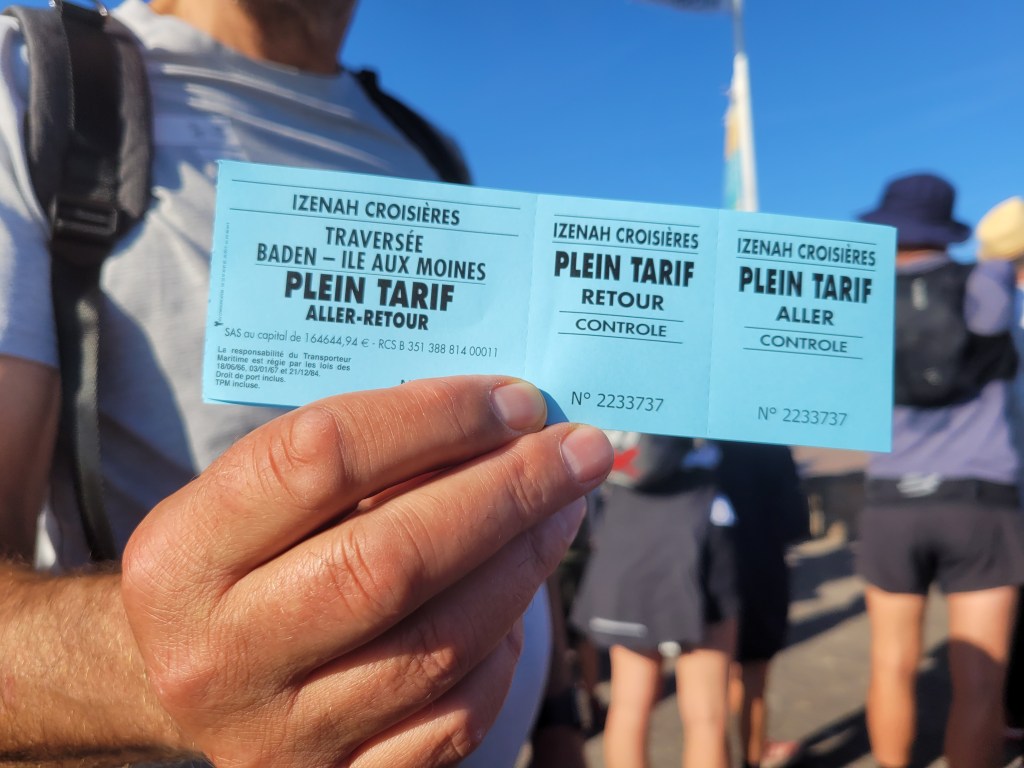 IZENAH CROISIÈRES
TRAVERSÉE
BADEN – ILE AUX MOINES
PLEIN TARIF
ALLER-RETOUR
SAS au capital de 164644,94 € - RCS B 351 388 814 00011
La responsabilité du Transporteur
Maritime est régie par les lois des
18/06/66, 03/01/67 et 21/12/84.
Droit de port inclus.
TPM incluse.
IZENAH CROISIÈRES
PLEIN TARIF
RETOUR
CONTROLE
N° 2233737
IZENAH CROISIÈRES
PLEIN TARIF
ALLER
CONTROLE
N° 2233737